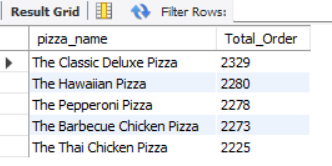 Result Grid Filter Rows:
pizza_name Total_Order
The Classic Deluxe Pizza 2329
The Hawaiian Pizza 2280
The Pepperoni Pizza 2278
The Barbecue Chicken Pizza 2273
The Thai Chicken Pizza 2225